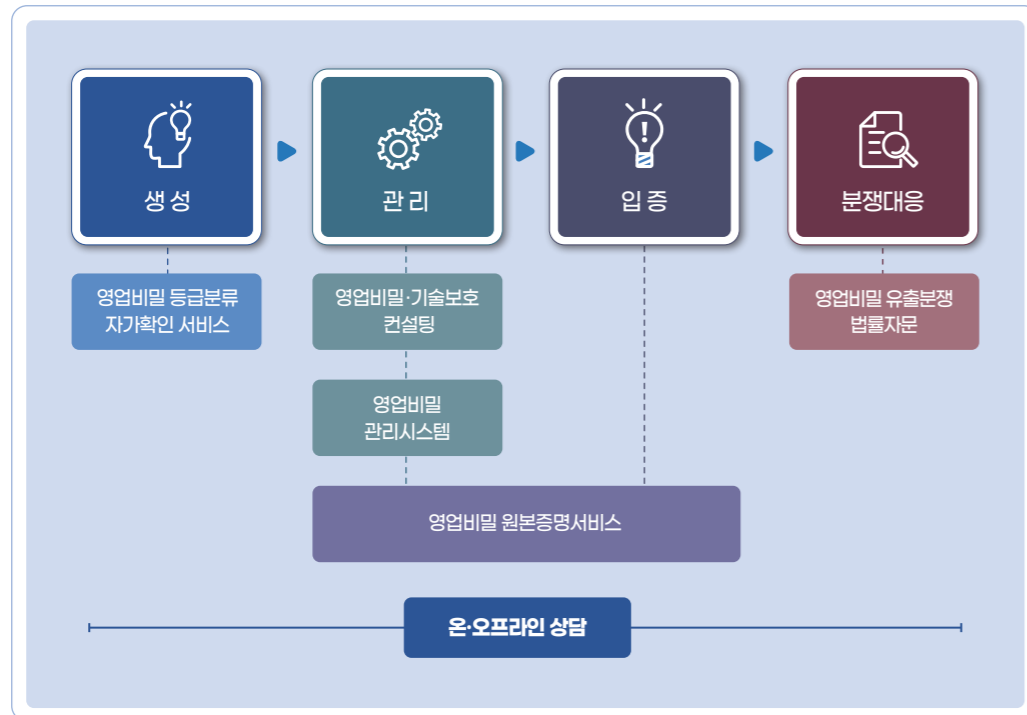 생 성
관 리
입 증
분쟁대응
영업비밀 등급분류
자가확인 서비스
영업비밀·기술보호
컨설팅
영업비밀 유출분쟁
법률자문
영업비밀
관리시스템
영업비밀 원본증명서비스
온·오프라인 상담